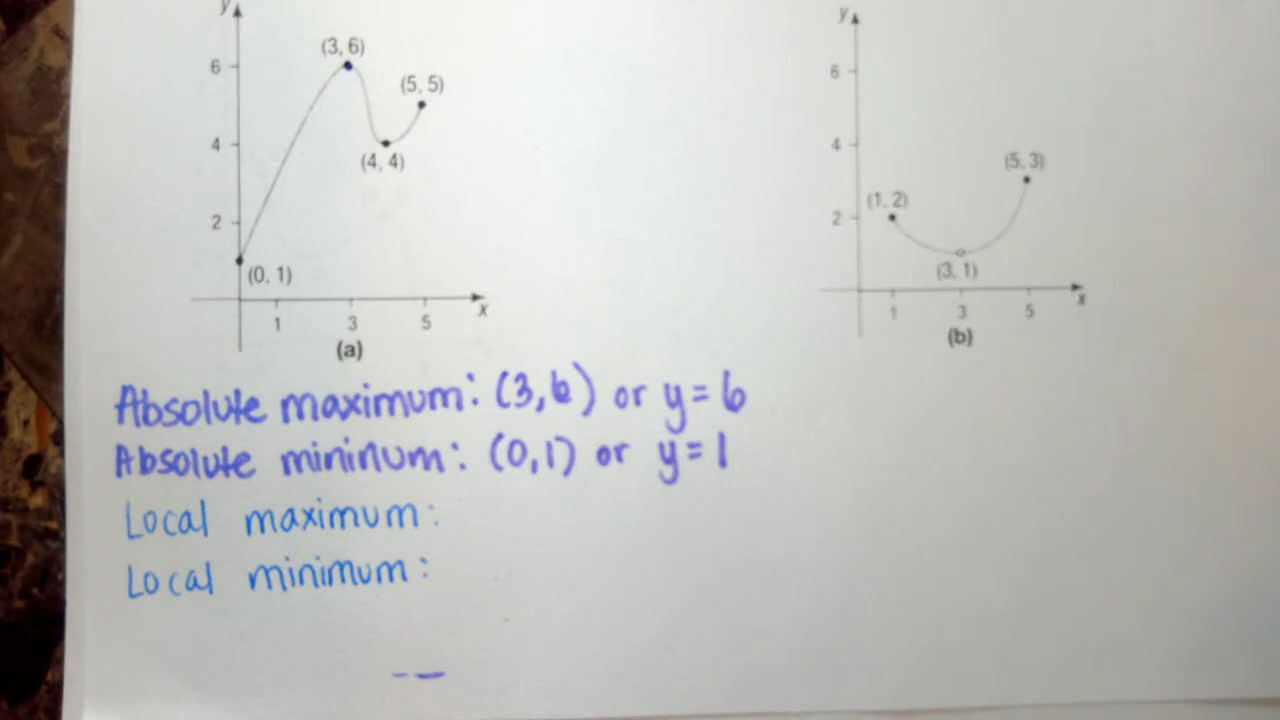 y
(3, 6)
6
(5, 5)
4
(4, 4)
2
(0, 1)
1 3 5 x
(a)
y
6
4
(5, 3)
(1, 2)
2
(3, 1)
1 3 5 x
(b)
Absolute maximum: (3,6) or y=6
Absolute mininum: (0,1) or y=1
Local maximum:
Local minimum: